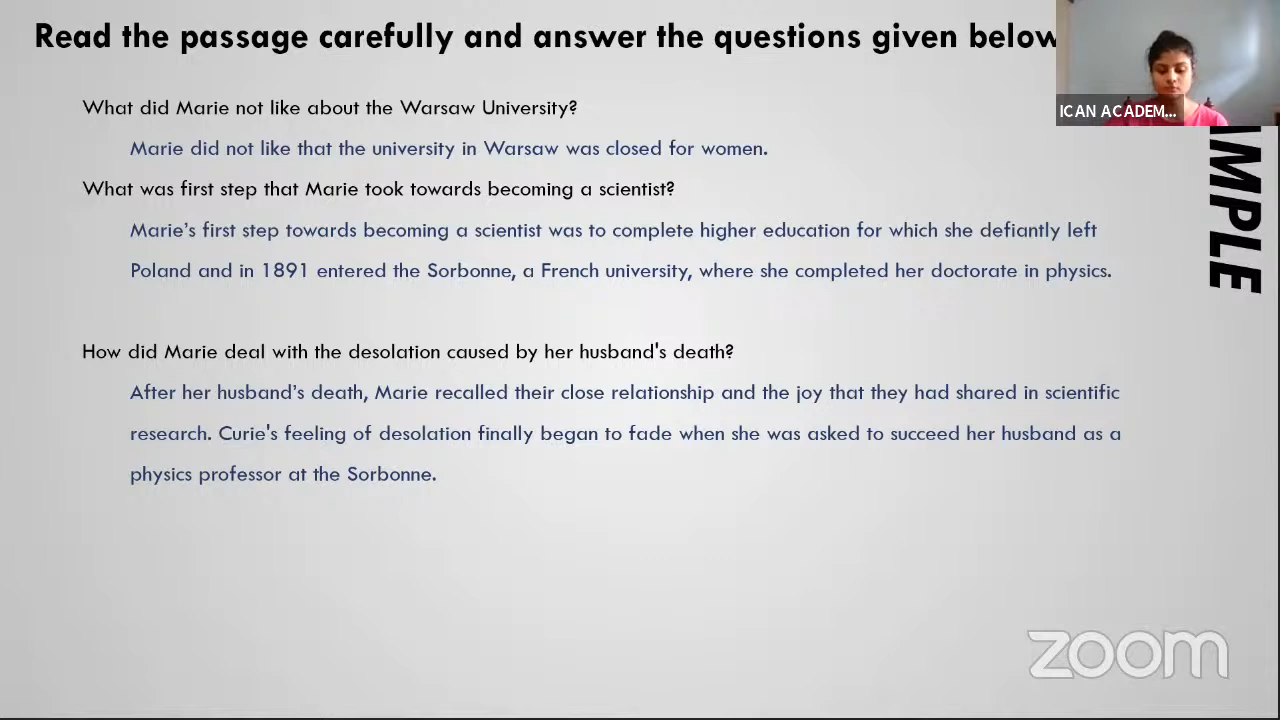 Read the passage carefully and answer the questions given below
ICAN ACADEM...
What did Marie not like about the Warsaw University?
Marie did not like that the university in Warsaw was closed for women.
What was first step that Marie took towards becoming a scientist?
Marie's first step towards becoming a scientist was to complete higher education for which she defiantly left
Poland and in 1891 entered the Sorbonne, a French university, where she completed her doctorate in physics.
How did Marie deal with the desolation caused by her husband's death?
After her husband's death, Marie recalled their close relationship and the joy that they had shared in scientific
research. Curie's feeling of desolation finally began to fade when she was asked to succeed her husband as a
physics professor at the Sorbonne.
zoom